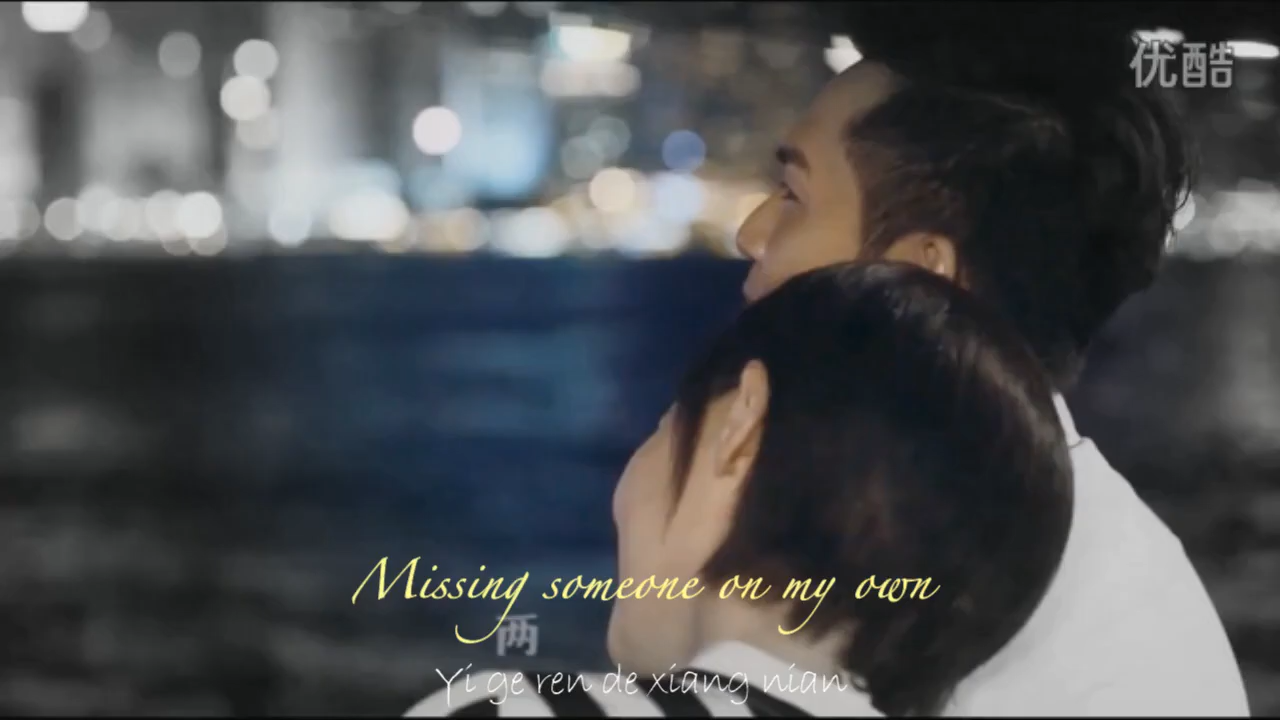 优酷
Missing someone on my own
两
Yi ge ren de xiang nian